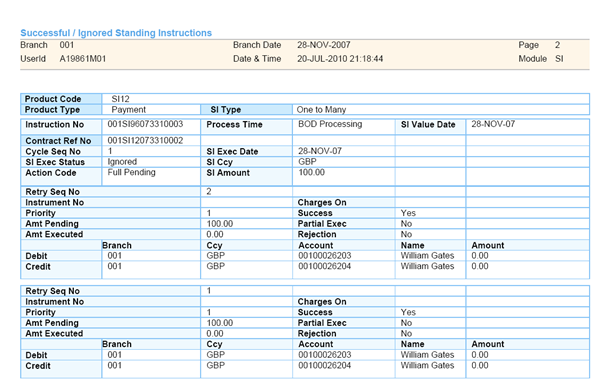 Successful / Ignored Standing Instructions
Branch 001 Branch Date 28-NOV-2007 Page 2
UserId A19861M01 Date & Time 20-JUL-2010 21:18:44 Module SI
Product Code SI12
Product Type Payment SI Type One to Many
Instruction No 001SI96073310003 Process Time BOD Processing SI Value Date 28-NOV-07
Contract Ref No 001SI12073310002
Cycle Seq No 1 SI Exec Date 28-NOV-07
SI Exec Status Ignored SI Ccy GBP
Action Code Full Pending SI Amount 100.00
Retry Seq No 2
Instrument No Charges On
Priority 1 Success Yes
Amt Pending 100.00 Partial Exec No
Amt Executed 0.00 Rejection No
Branch Ccy Account Name Amount
Debit 001 GBP 00100026203 William Gates 0.00
Credit 001 GBP 00100026204 William Gates 0.00
Retry Seq No 1
Instrument No Charges On
Priority 1 Success Yes
Amt Pending 100.00 Partial Exec No
Amt Executed 0.00 Rejection No
Branch Ccy Account Name Amount
Debit 001 GBP 00100026203 William Gates 0.00
Credit 001 GBP 00100026204 William Gates 0.00